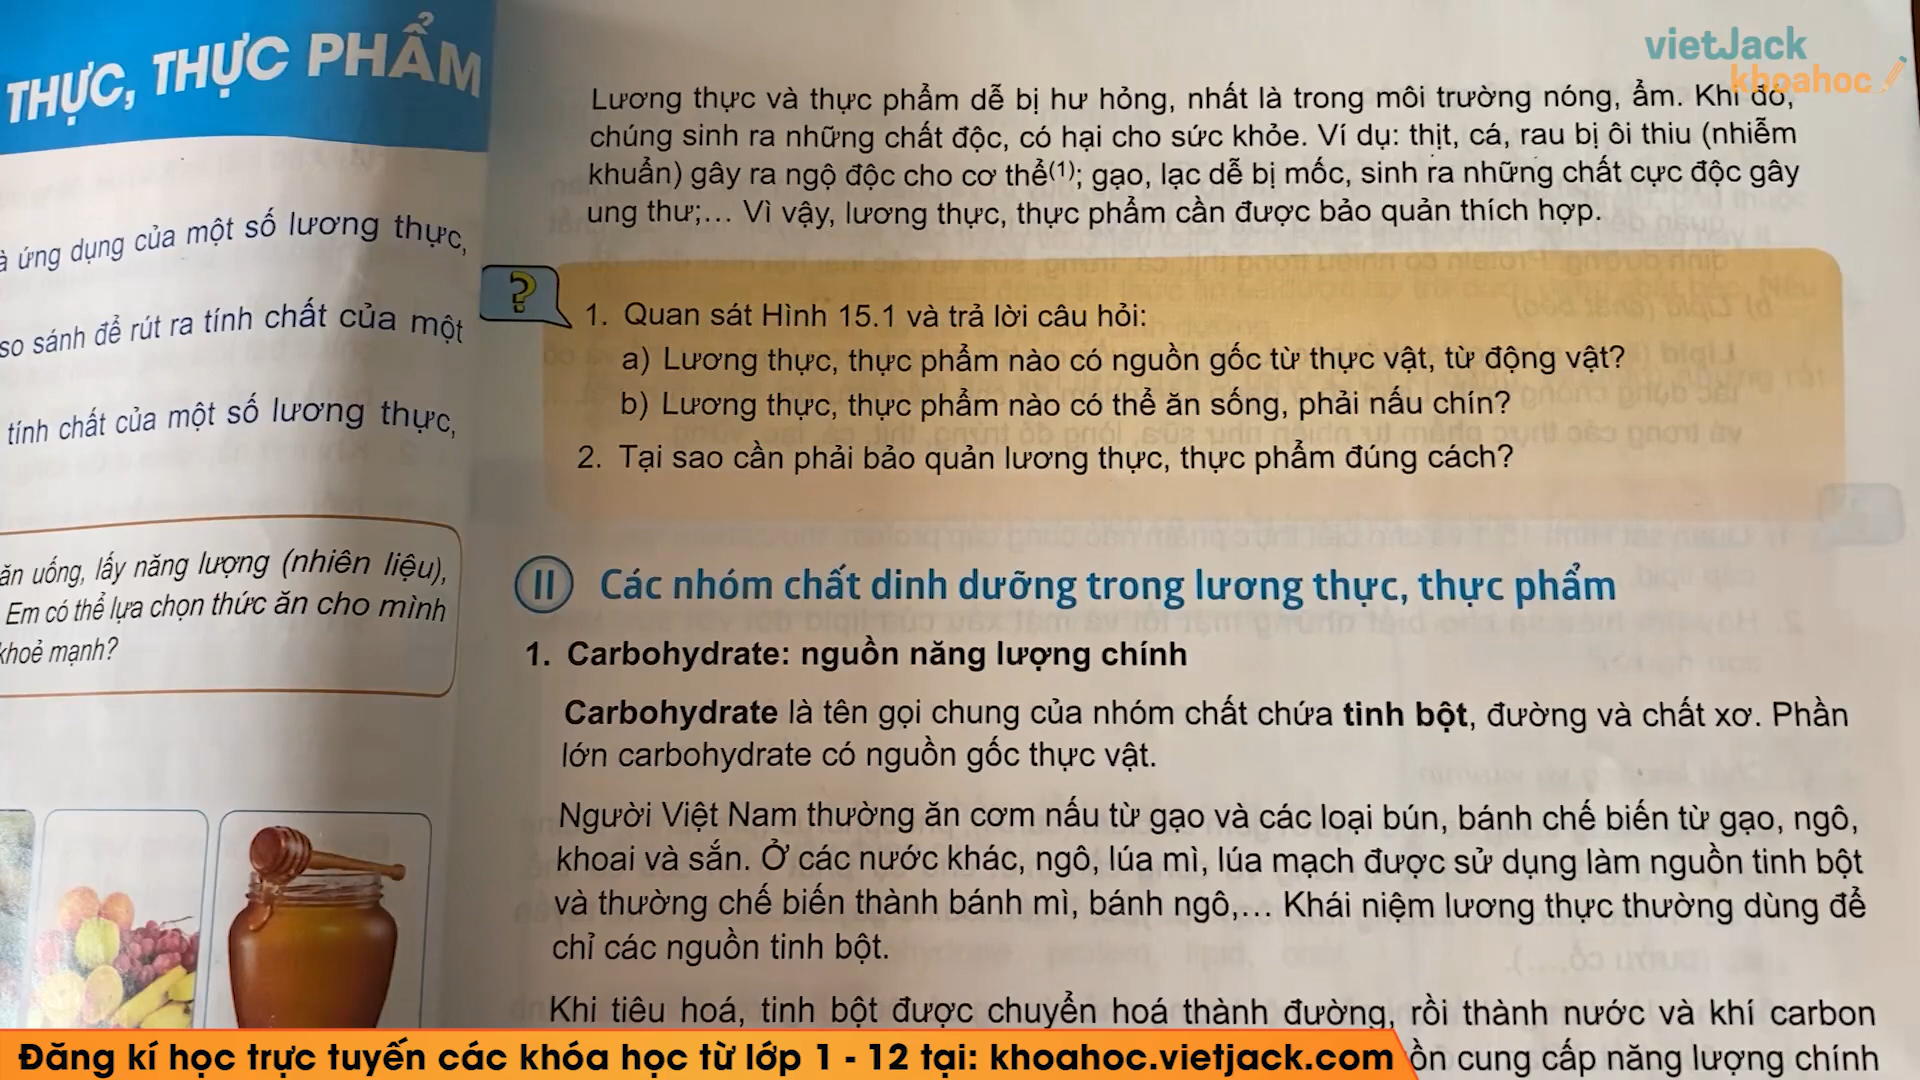 THỰC, THỰC PHẨM
ứng dụng của một số lương thực,
so sánh để rút ra tính chất của một
tính chất của một số lương thực,
ăn uống, lấy năng lượng (nhiên liệu),
Em có thể lựa chọn thức ăn cho mình
khoẻ mạnh?
vietJack
khoahoc
Lương thực và thực phẩm dễ bị hư hỏng, nhất là trong môi trường nóng, ẩm. Khi đó,
chúng sinh ra những chất độc, có hại cho sức khỏe. Ví dụ: thịt, cá, rau bị ôi thiu (nhiễm
khuẩn) gây ra ngộ độc cho cơ thể(1); gạo, lạc dễ bị mốc, sinh ra những chất cực độc gây
ung thư;... Vì vậy, lương thực, thực phẩm cần được bảo quản thích hợp.
?
1. Quan sát Hình 15.1 và trả lời câu hỏi:
a) Lương thực, thực phẩm nào có nguồn gốc từ thực vật, từ động vật?
b) Lương thực, thực phẩm nào có thể ăn sống, phải nấu chín?
2. Tại sao cần phải bảo quản lương thực, thực phẩm đúng cách?
II Các nhóm chất dinh dưỡng trong lương thực, thực phẩm
1. Carbohydrate: nguồn năng lượng chính
Carbohydrate là tên gọi chung của nhóm chất chứa tinh bột, đường và chất xơ. Phần
lớn carbohydrate có nguồn gốc thực vật.
Người Việt Nam thường ăn cơm nấu từ gạo và các loại bún, bánh chế biến từ gạo, ngô,
khoai và sắn. Ở các nước khác, ngô, lúa mì, lúa mạch được sử dụng làm nguồn tinh bột
và thường chế biến thành bánh mì, bánh ngô,... Khái niệm lương thực thường dùng để
chỉ các nguồn tinh bột.
Khi tiêu hoá, tinh bột được chuyển hoá thành đường, rồi thành nước và khí carbon
cung cấp năng lượng chính
Đăng kí học trực tuyến các khóa học từ lớp 1 - 12 tại: khoahoc.vietjack.com